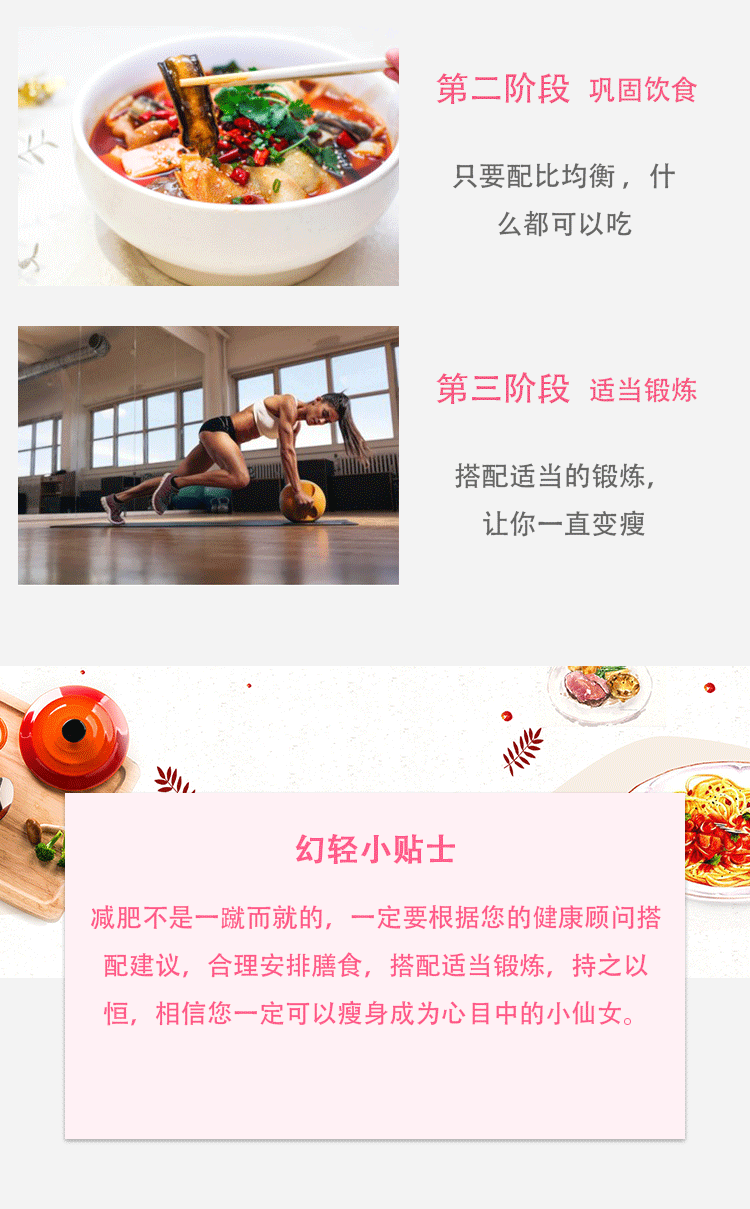 第二阶段 巩固饮食
只要配比均衡，什
么都可以吃
第三阶段 适当锻炼
搭配适当的锻炼，
让你一直变瘦
幻轻小贴士
减肥不是一蹴而就的，一定要根据您的健康顾问搭
配建议，合理安排膳食，搭配适当锻炼，持之以
恒，相信您一定可以瘦身成为心目中的小仙女。